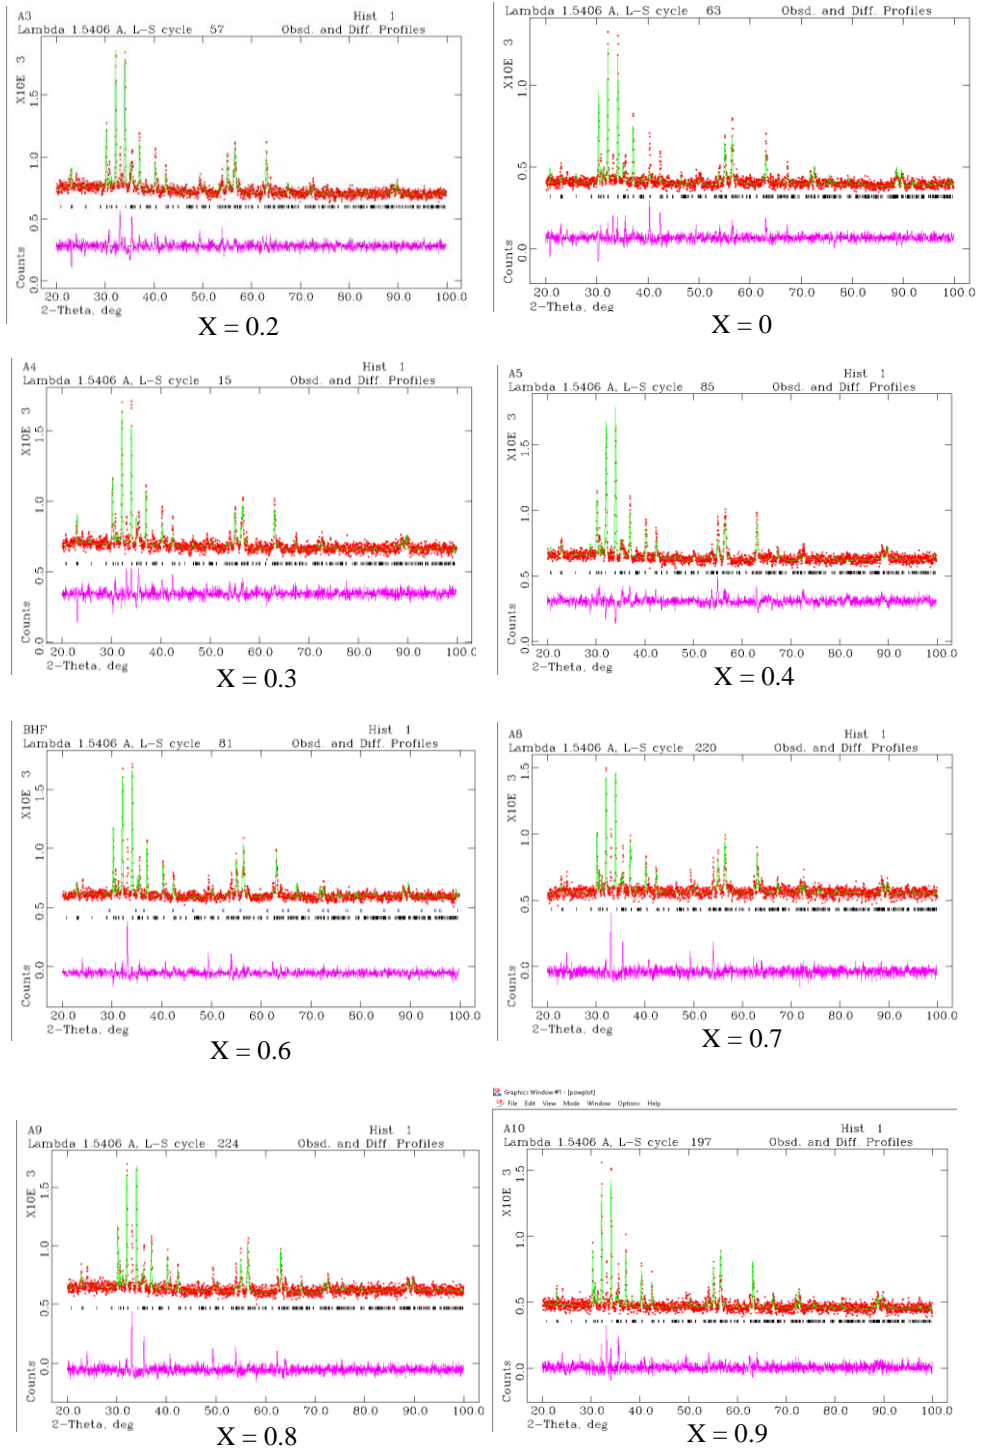 A3 Hist 1
Lambda 1.5406 A, L-S cycle 57 Obsd. and Diff. Profiles
X10E 3
Counts
1.5
1.0
0.5
0.0
20.0 30.0 40.0 50.0 60.0 70.0 80.0 90.0 100.0
2-Theta, deg
X = 0.2
Hist 1
Lambda 1.5406 A, L-S cycle 63 Obsd. and Diff. Profiles
X10E 3
Counts
1.0
0.5
0.0
20.0 30.0 40.0 50.0 60.0 70.0 80.0 90.0 100.0
2-Theta, deg
X = 0
A4 Hist 1
Lambda 1.5406 A, L-S cycle 15 Obsd. and Diff. Profiles
X10E 3
Counts
1.5
1.0
0.5
0.0
20.0 30.0 40.0 50.0 60.0 70.0 80.0 90.0 100.0
2-Theta, deg
X = 0.3
A5 Hist 1
Lambda 1.5406 A, L-S cycle 85 Obsd. and Diff. Profiles
X10E 3
Counts
1.5
1.0
0.5
0.0
20.0 30.0 40.0 50.0 60.0 70.0 80.0 90.0 100.0
2-Theta, deg
X = 0.4
BHF Hist 1
Lambda 1.5406 A, L-S cycle 81 Obsd. and Diff. Profiles
X10E 3
Counts
1.5
1.0
0.5
0.0
20.0 30.0 40.0 50.0 60.0 70.0 80.0 90.0 100.0
2-Theta, deg
X = 0.6
A8 Hist 1
Lambda 1.5406 A, L-S cycle 220 Obsd. and Diff. Profiles
X10E 3
Counts
1.5
1.0
0.5
0.0
20.0 30.0 40.0 50.0 60.0 70.0 80.0 90.0 100.0
2-Theta, deg
X = 0.7
A9 Hist 1
Lambda 1.5406 A, L-S cycle 224 Obsd. and Diff. Profiles
X10E 3
Counts
1.5
1.0
0.5
0.0
20.0 30.0 40.0 50.0 60.0 70.0 80.0 90.0 100.0
2-Theta, deg
X = 0.8
Graphics Window #1 - [powplot]
File Edit View Mode Window Options Help
A10 Hist 1
Lambda 1.5406 A, L-S cycle 197 Obsd. and Diff. Profiles
X10E 3
Counts
1.5
1.0
0.5
0.0
20.0 30.0 40.0 50.0 60.0 70.0 80.0 90.0 100.0
2-Theta, deg
X = 0.9